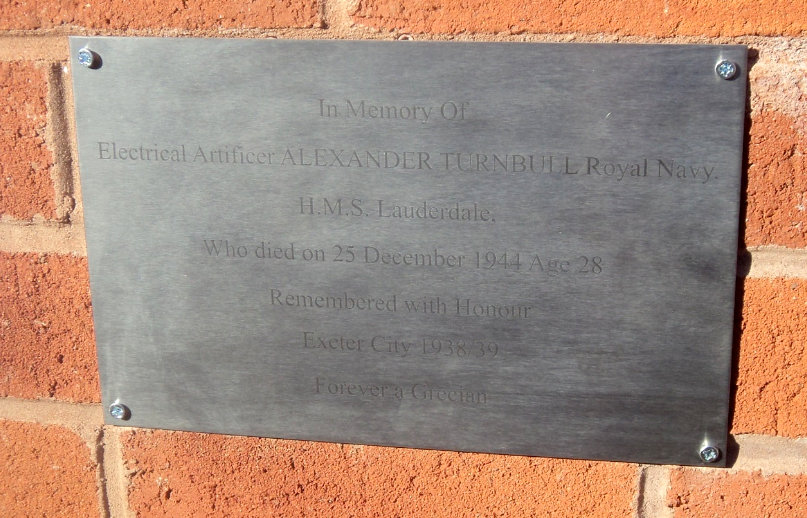 In Memory Of
Electrical Artificer ALEXANDER TURNBULL Royal Navy.
H.M.S. Lauderdale,
Who died on 25 December 1944 Age 28
Remembered with Honour
Exeter City 1938/39
Forever a Grecian